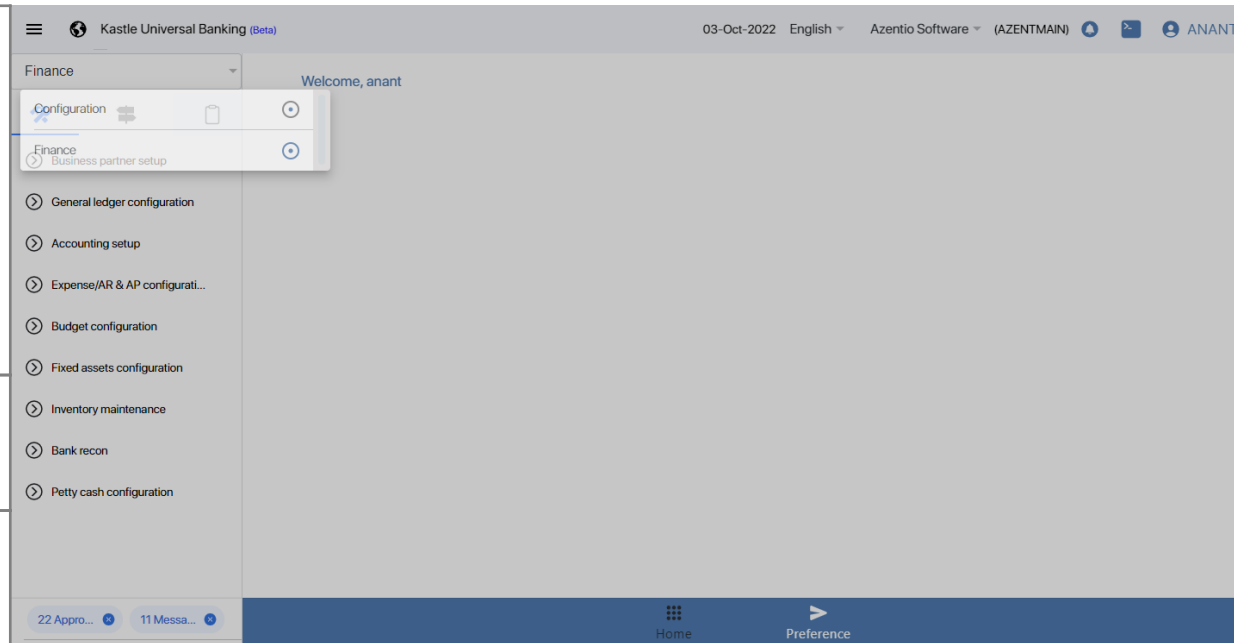 Kastle Universal Banking (Beta) 03-Oct-2022 English Azentio Software (AZENTMAIN) ANANT
Finance
Welcome, anant
Configuration
Finance
Business partner setup
General ledger configuration
Accounting setup
Expense/AR & AP configurati...
Budget configuration
Fixed assets configuration
Inventory maintenance
Bank recon
Petty cash configuration
22 Appro... 11 Messa...
Home Preference